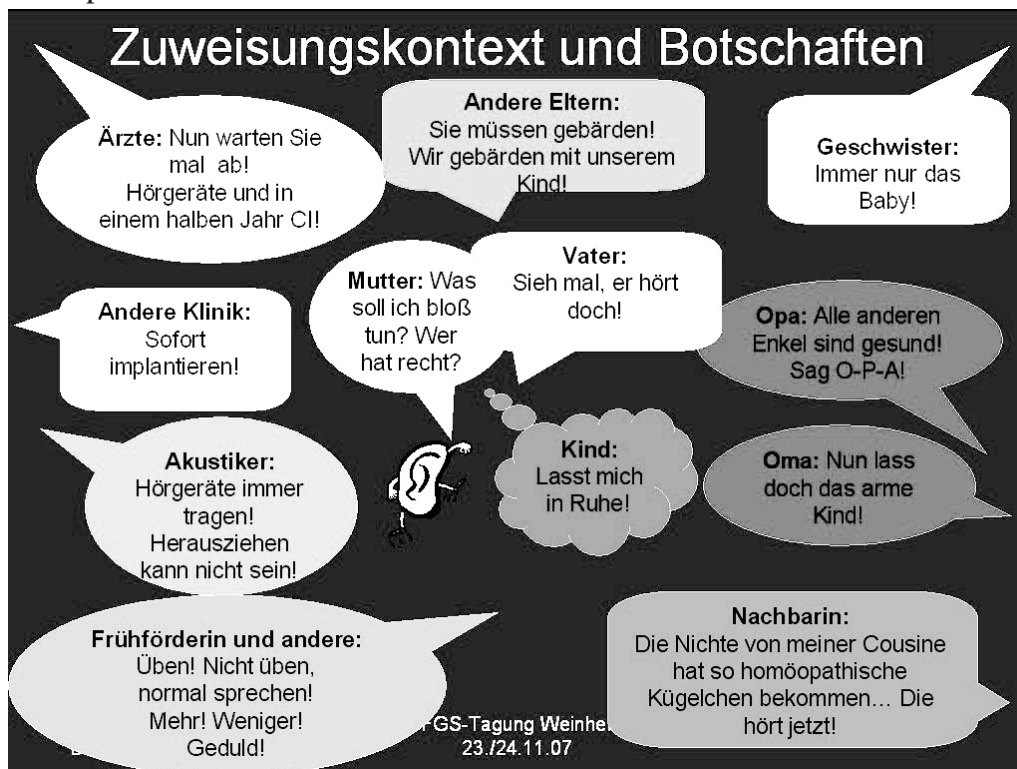 Zuweisungskontext und Botschaften
Ärzte: Nun warten Sie
mal ab!
Hörgeräte und in
einem halben Jahr CI!
Andere Eltern:
Sie müssen gebärden!
Wir gebärden mit unserem
Kind!
Geschwister:
Immer nur das
Baby!
Andere Klinik:
Sofort
implantieren!
Mutter: Was
soll ich bloß
tun? Wer
hat recht?
Vater:
Sieh mal, er hört
doch!
Opa: Alle anderen
Enkel sind gesund!
Sag O-P-A!
Akustiker:
Hörgeräte immer
tragen!
Herausziehen
kann nicht sein!
Kind:
Lasst mich
in Ruhe!
Oma: Nun lass
doch das arme
Kind!
Frühförderin und andere:
Üben! Nicht üben,
normal sprechen!
Mehr! Weniger!
Geduld!
Nachbarin:
Die Nichte von meiner Cousine
hat so homöopathische
Kügelchen bekommen… Die
hört jetzt!
FGS-Tagung Weinhe
23./24.11.07